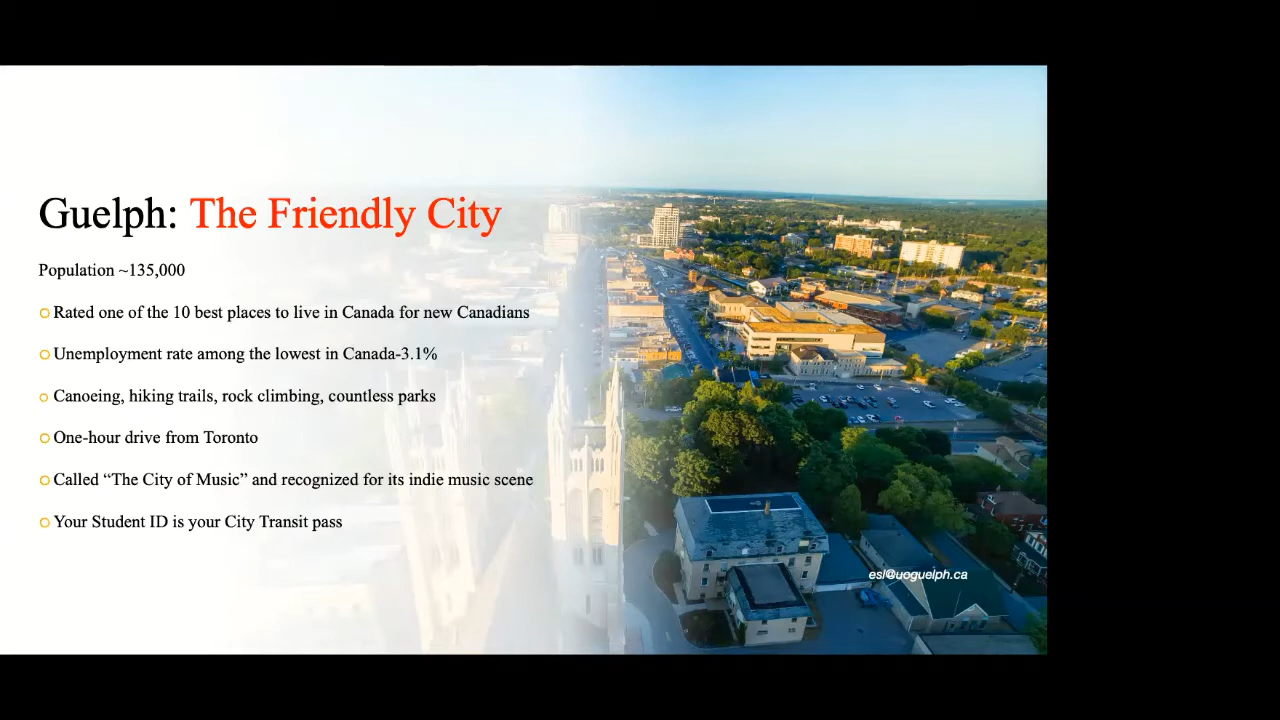 Guelph: The Friendly City
Population ~135,000
Rated one of the 10 best places to live in Canada for new Canadians
Unemployment rate among the lowest in Canada-3.1%
Canoeing, hiking trails, rock climbing, countless parks
One-hour drive from Toronto
Called “The City of Music” and recognized for its indie music scene
Your Student ID is your City Transit pass
esl@uoguelph.ca